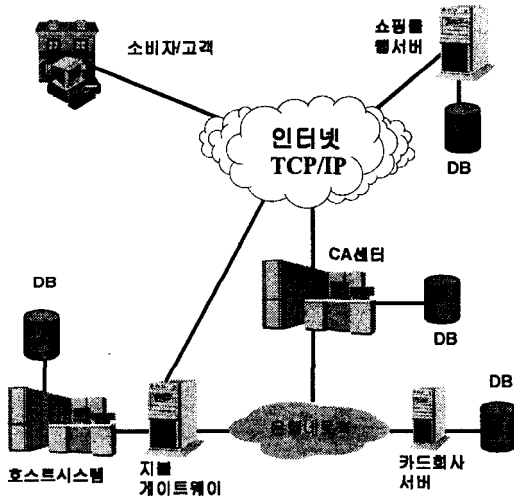 소비자/고객
쇼핑몰
웹서버
인터넷
TCP/IP
DB
CA센터
DB
DB
DB
호스트시스템
지불
게이트웨이
카드회사
서버